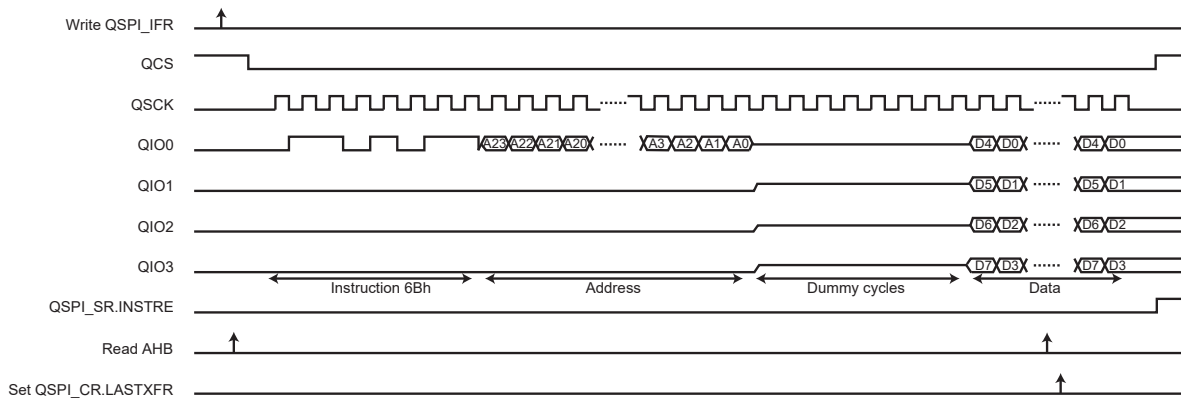 Write QSPI_IFR
QCS
QSCK ...... ......
QIO0 A23 A22 A21 A20 ...... A3 A2 A1 A0 D4 D0 ...... D4 D0
QIO1 D5 D1 ...... D5 D1
QIO2 D6 D2 ...... D6 D2
QIO3 D7 D3 ...... D7 D3
Instruction 6Bh Address Dummy cycles Data
QSPI_SR.INSTRE
Read AHB
Set QSPI_CR.LASTXFR